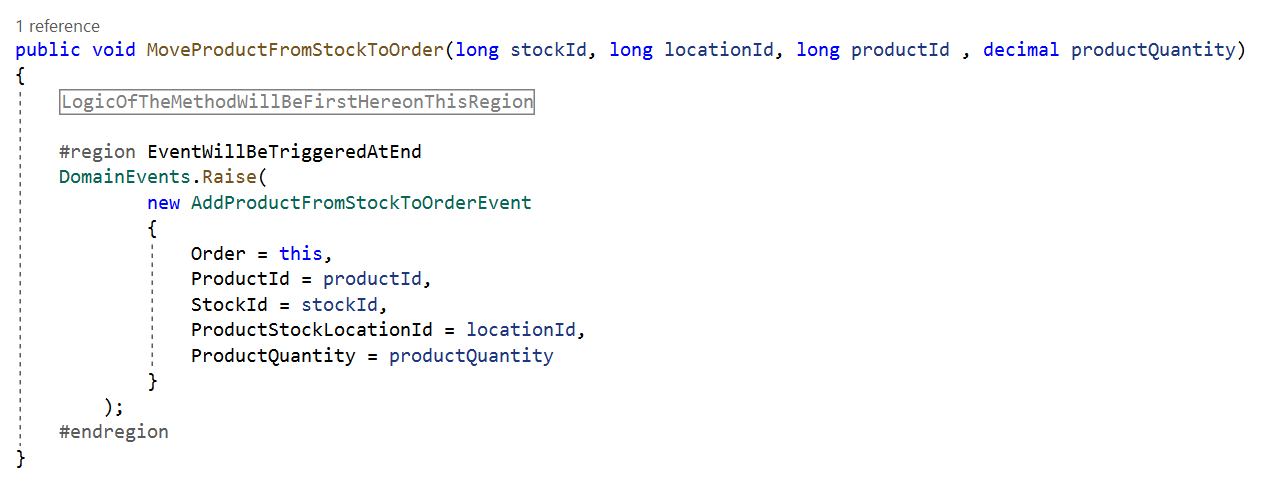 1 reference
public void MoveProductFromStockToOrder(long stockId, long locationId, long productId , decimal productQuantity)
{
LogicOfTheMethodWillBeFirstHereonThisRegion
#region EventWillBeTriggeredAtEnd
DomainEvents.Raise(
new AddProductFromStockToOrderEvent
{
Order = this,
ProductId = productId,
StockId = stockId,
ProductStockLocationId = locationId,
ProductQuantity = productQuantity
}
);
#endregion
}